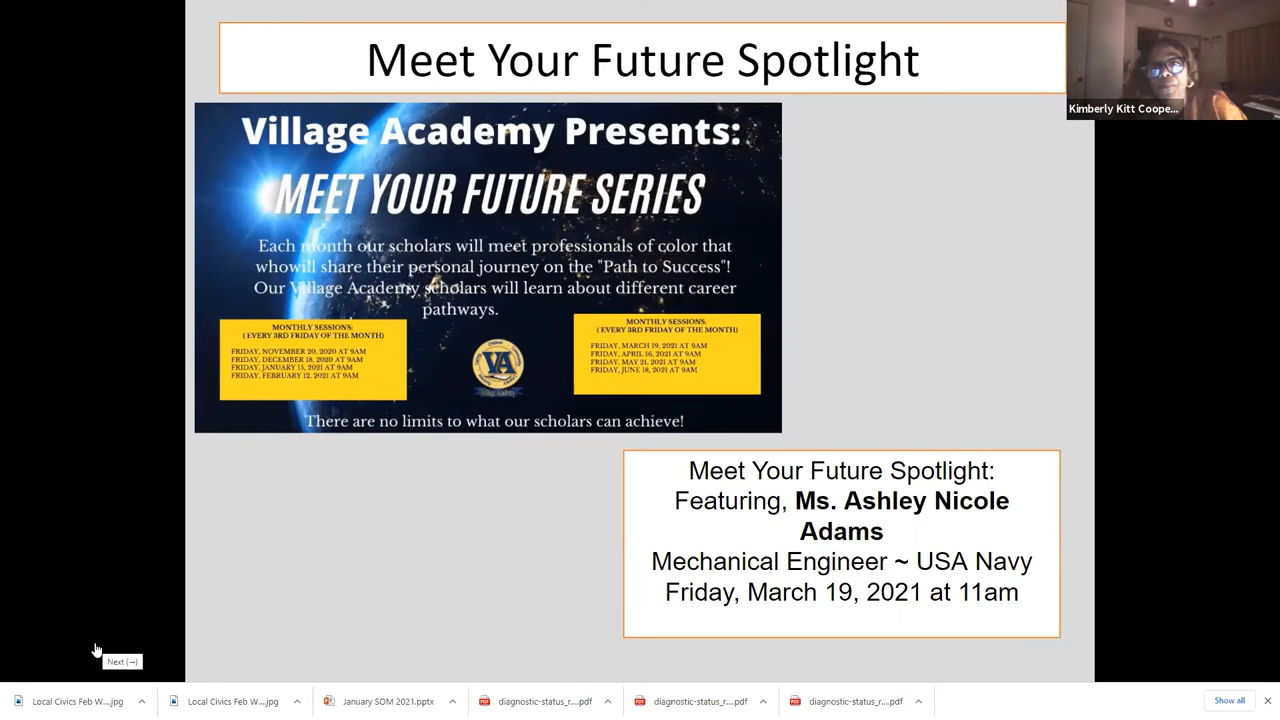 Meet Your Future Spotlight
Kimberly Kitt Coope...
Village Academy Presents:
MEET YOUR FUTURE SERIES
Each month our scholars will meet professionals of color that
whowill share their personal journey on the "Path to Success"!
Our Village Academy scholars will learn about different career
pathways.
MONTHLY SESSIONS:
( EVERY 3RD FRIDAY OF THE MONTH)
FRIDAY, NOVEMBER 20, 2020 AT 9AM
FRIDAY, DECEMBER 18, 2020 AT 9AM
FRIDAY, JANUARY 15, 2021 AT 9AM
FRIDAY, FEBRUARY 12, 2021 AT 9AM
MONTHLY SESSIONS:
( EVERY 3RD FRIDAY OF THE MONTH)
FRIDAY, MARCH 19, 2021 AT 9AM
FRIDAY, APRIL 16, 2021 AT 9AM
FRIDAY, MAY 21, 2021 AT 9AM
FRIDAY, JUNE 18, 2021 AT 9AM
VA
Village Academy
There are no limits to what our scholars can achieve!
Meet Your Future Spotlight:
Featuring, Ms. Ashley Nicole
Adams
Mechanical Engineer ~ USA Navy
Friday, March 19, 2021 at 11am
Next (→)
Local Civics Feb W....jpg
Local Civics Feb W....jpg
January SOM 2021.pptx
diagnostic-status_r....pdf
diagnostic-status_r....pdf
diagnostic-status_r....pdf
Show all